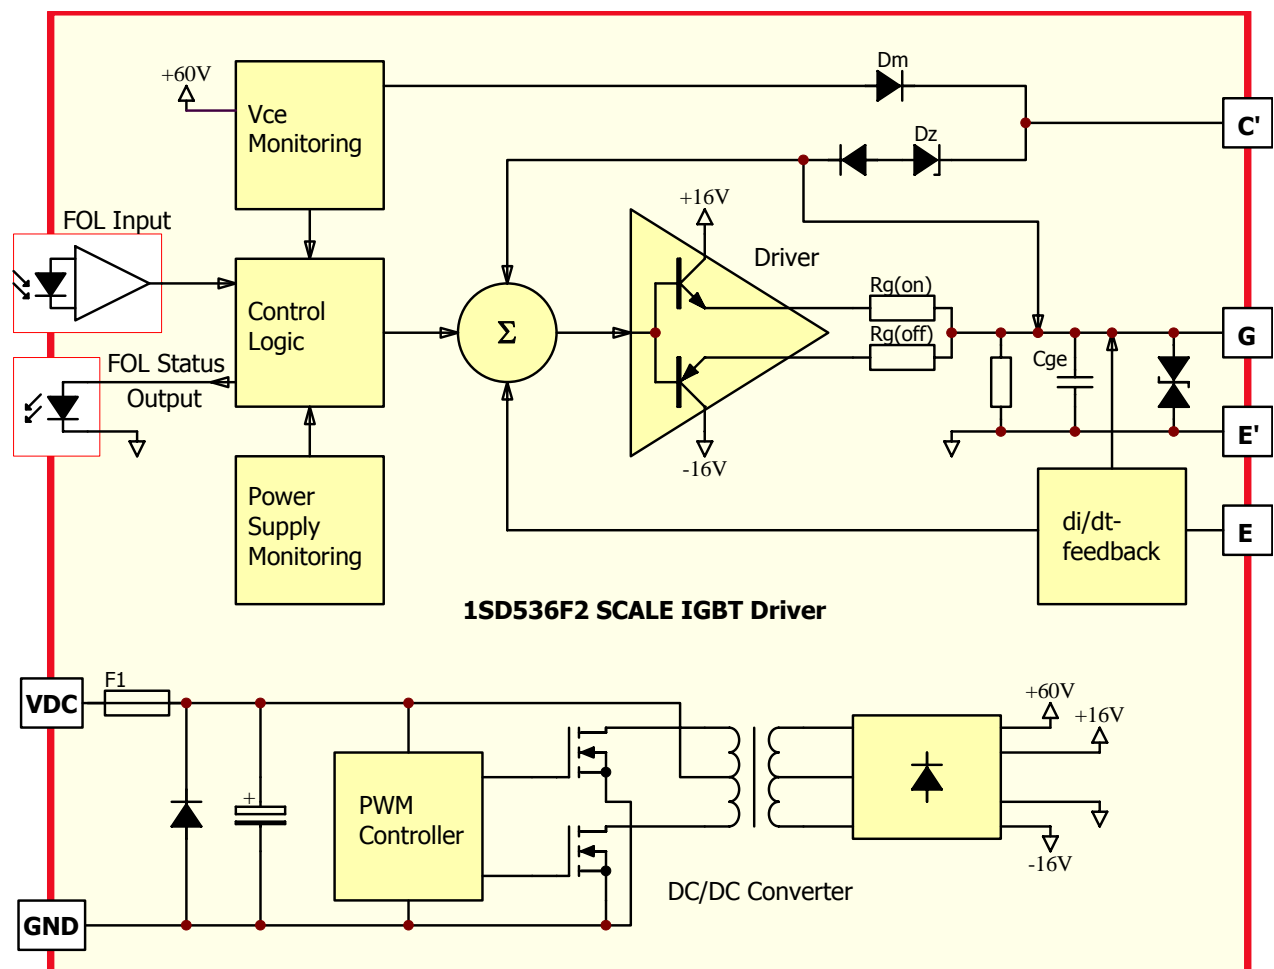 +60V
Vce
Monitoring
Dm
C'
Dz
+16V
FOL Input
Driver
Control
Logic
Σ
Rg(on)
Rg(off)
G
FOL Status
Output
Cge
E'
-16V
Power
Supply
Monitoring
di/dt-
feedback
E
1SD536F2 SCALE IGBT Driver
VDC
F1
+60V
+16V
+
PWM
Controller
-16V
DC/DC Converter
GND